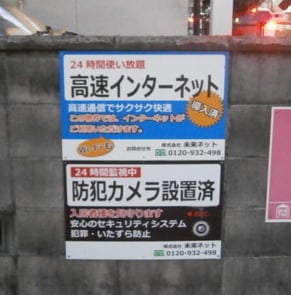 24時間使い放題
高速インターネット
高速通信でサクサク快適
導入済
この物件では、インターネットが
ご利用いただけます。
お問合せ先
株式会社 未来ネット
0120-932-498
24時間監視中
防犯カメラ設置済
入居者様を見守ります
安心のセキュリティシステム
犯罪・いたずら防止
株式会社 未来ネット
0120-932-498